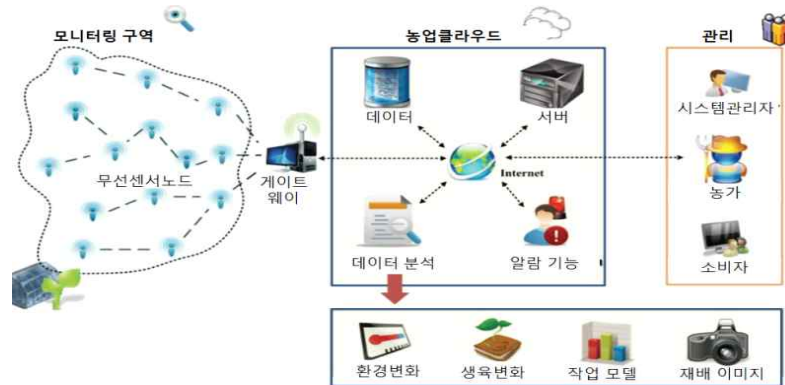 모니터링 구역
농업클라우드
관리
데이터
서버
시스템관리자
무선센서노드
게이트
웨이
Internet
농가
데이터 분석
알람 기능
소비자
환경변화
생육변화
작업 모델
재배 이미지